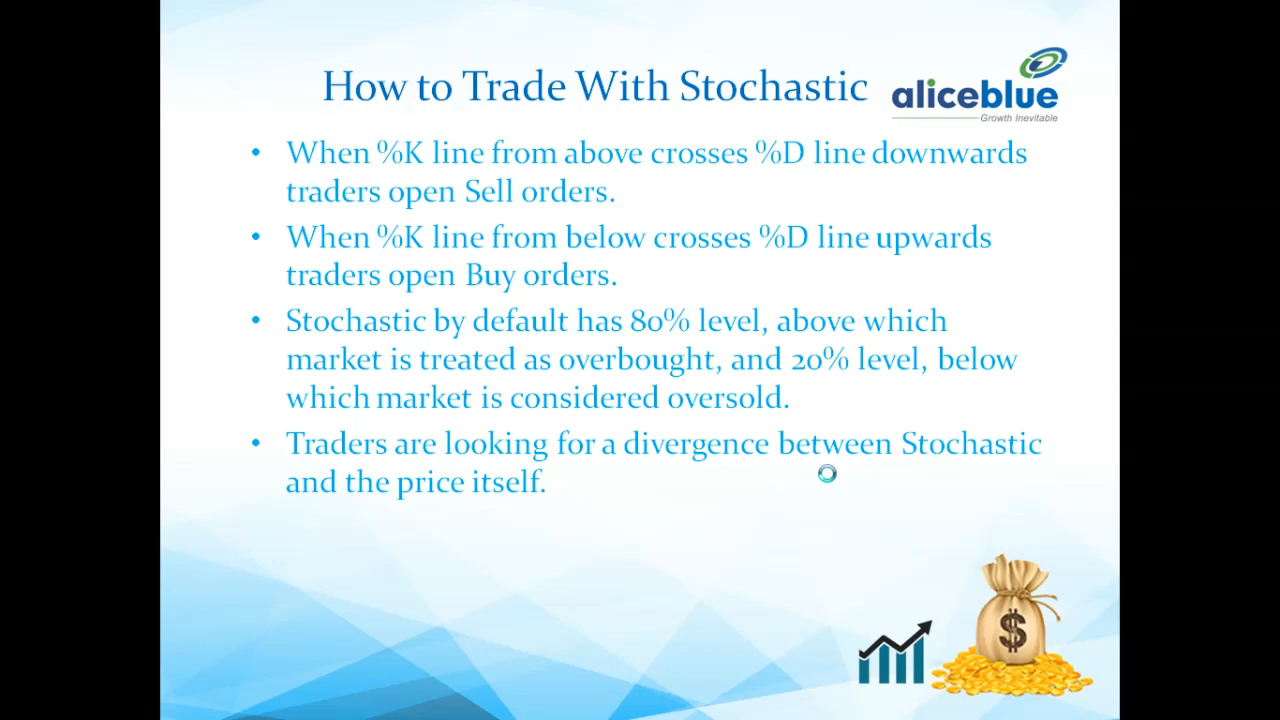 How to Trade With Stochastic
aliceblue
Growth Inevitable
• When %K line from above crosses %D line downwards
traders open Sell orders.
• When %K line from below crosses %D line upwards
traders open Buy orders.
• Stochastic by default has 80% level, above which
market is treated as overbought, and 20% level, below
which market is considered oversold.
• Traders are looking for a divergence between Stochastic
and the price itself.
$